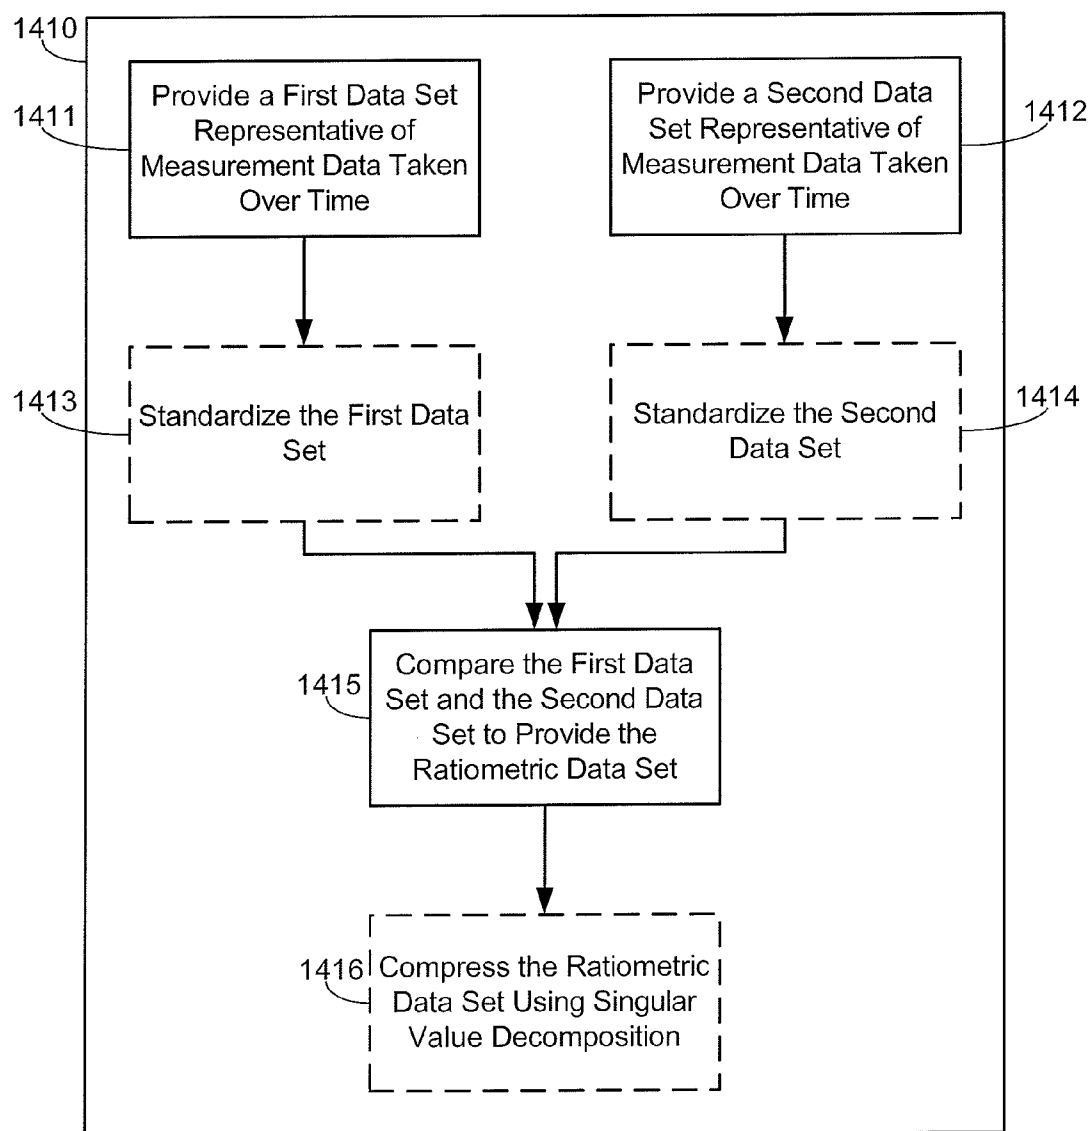 1410
1411
Provide a First Data Set
Representative of
Measurement Data Taken
Over Time
Provide a Second Data
Set Representative of
Measurement Data Taken
Over Time
1412
1413
Standardize the First Data
Set
Standardize the Second
Data Set
1414
1415
Compare the First Data
Set and the Second Data
Set to Provide the
Ratiometric Data Set
1416
Compress the Ratiometric
Data Set Using Singular
Value Decomposition